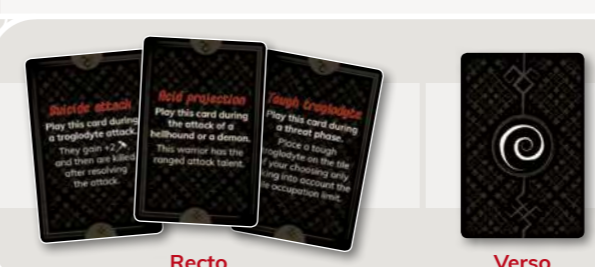 Suicide attack
Play this card during
a troglodyte attack.
They gain +2
and then are killed
after resolving
the attack.
Acid projection
Play this card during
the attack of a
hellhound or a demon.
This warrior has the
ranged attack talent.
Tough troglodyte
Play this card during
a threat phase.
Place a tough
troglodyte on the tile
of your choosing only
king into account the
le occupation limit.
Recto
Verso